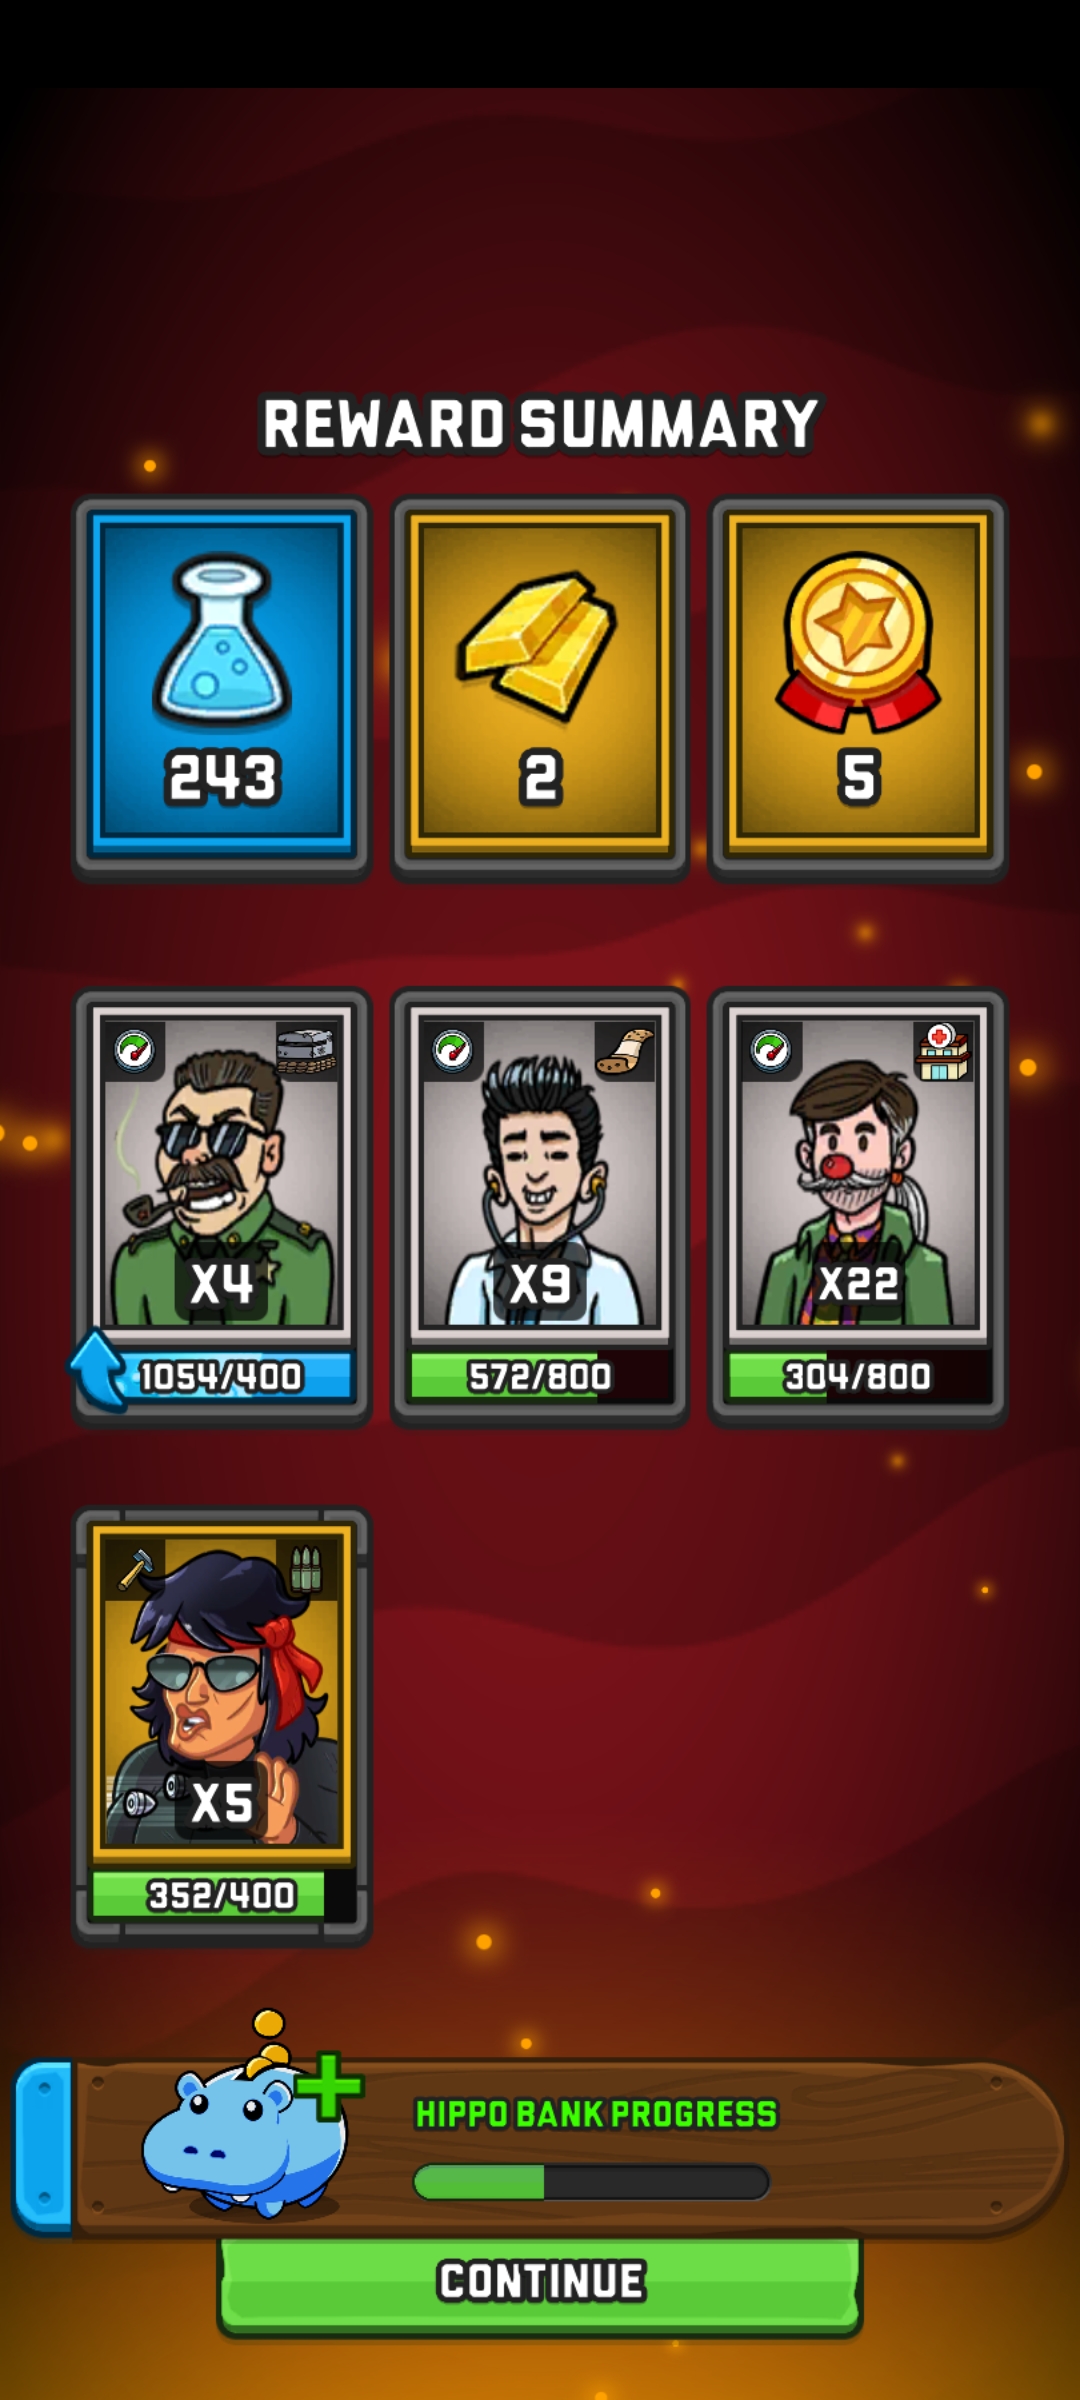 REWARD SUMMARY
243
2
5
X4
X9
X22
1054/400
572/800
304/800
X5
352/400
HIPPO BANK PROGRESS
CONTINUE